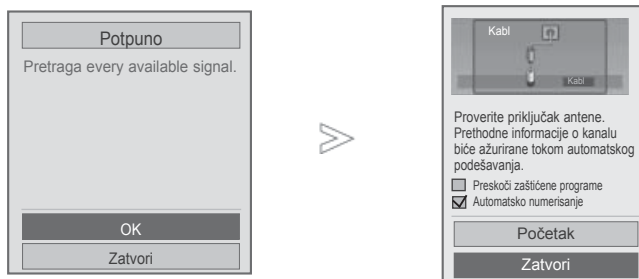 Potpuno
Pretraga every available signal.
OK
Zatvori
Kabl
Kabl
Proverite priključak antene.
Prethodne informacije o kanalu
biće ažurirane tokom automatskog
podešavanja.
Preskoči zaštićene programe
Automatsko numerisanje
Početak
Zatvori